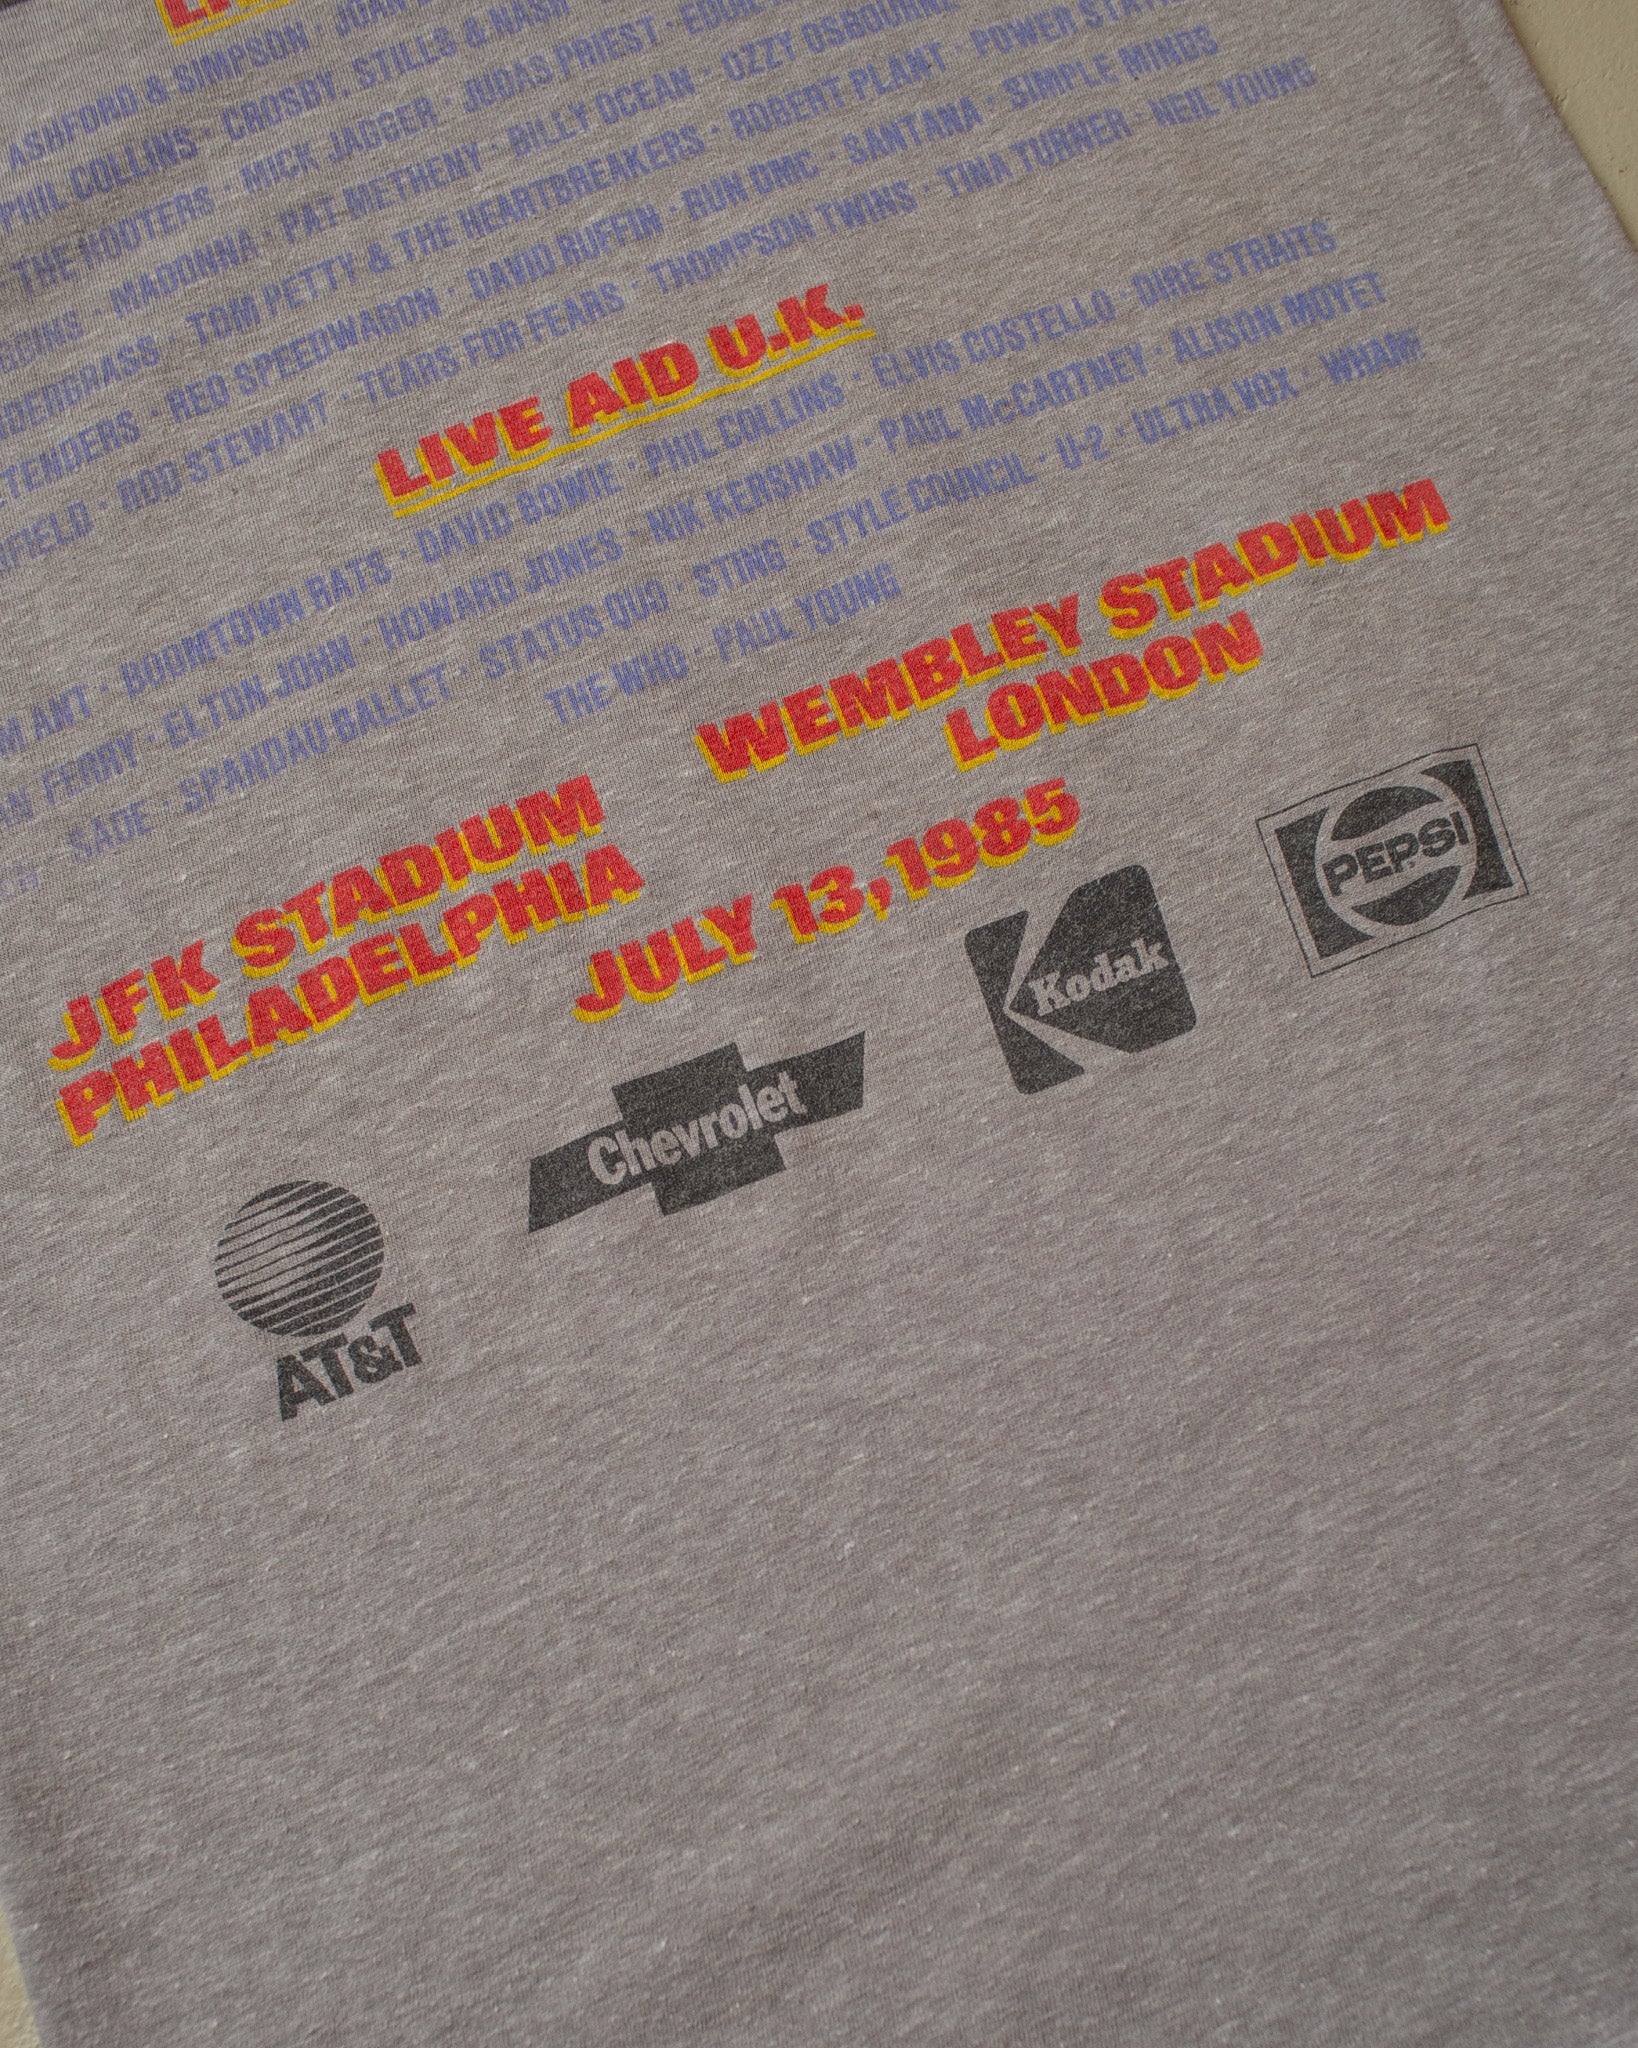 ASHFORD & SIMPSON · JOAN
PHIL COLLINS · CROSBY, STILLS & NASH ·
THE HOOTERS · MICK JAGGER · JUDAS PRIEST ·
MADONNA · PAT METHENY · BILLY OCEAN · OZZY OSBOURNE
TOM PETTY & THE HEARTBREAKERS · ROBERT PLANT · POWER
REO SPEEDWAGON · DAVID RUFFIN · RUN DMC · SANTANA · SIMPLE MINDS
ROD STEWART · TEARS FOR FEARS · THOMPSON TWINS · TINA TURNER · NEIL YOUNG
LIVE AID U.K.
ANT · BOOMTOWN RATS · DAVID BOWIE · PHIL COLLINS · ELVIS COSTELLO · DIRE STRAITS
FERRY · ELTON JOHN · HOWARD JONES · NIK KERSHAW · PAUL McCARTNEY · ALISON MOYET
· SADE · SPANDAU BALLET · STATUS QUO · STING · STYLE COUNCIL · U-2 · ULTRA VOX · WHAM!
THE WHO · PAUL YOUNG
JFK STADIUM
PHILADELPHIA
WEMBLEY STADIUM
LONDON
JULY 13, 1985
AT&T
Chevrolet
Kodak
PEPSI